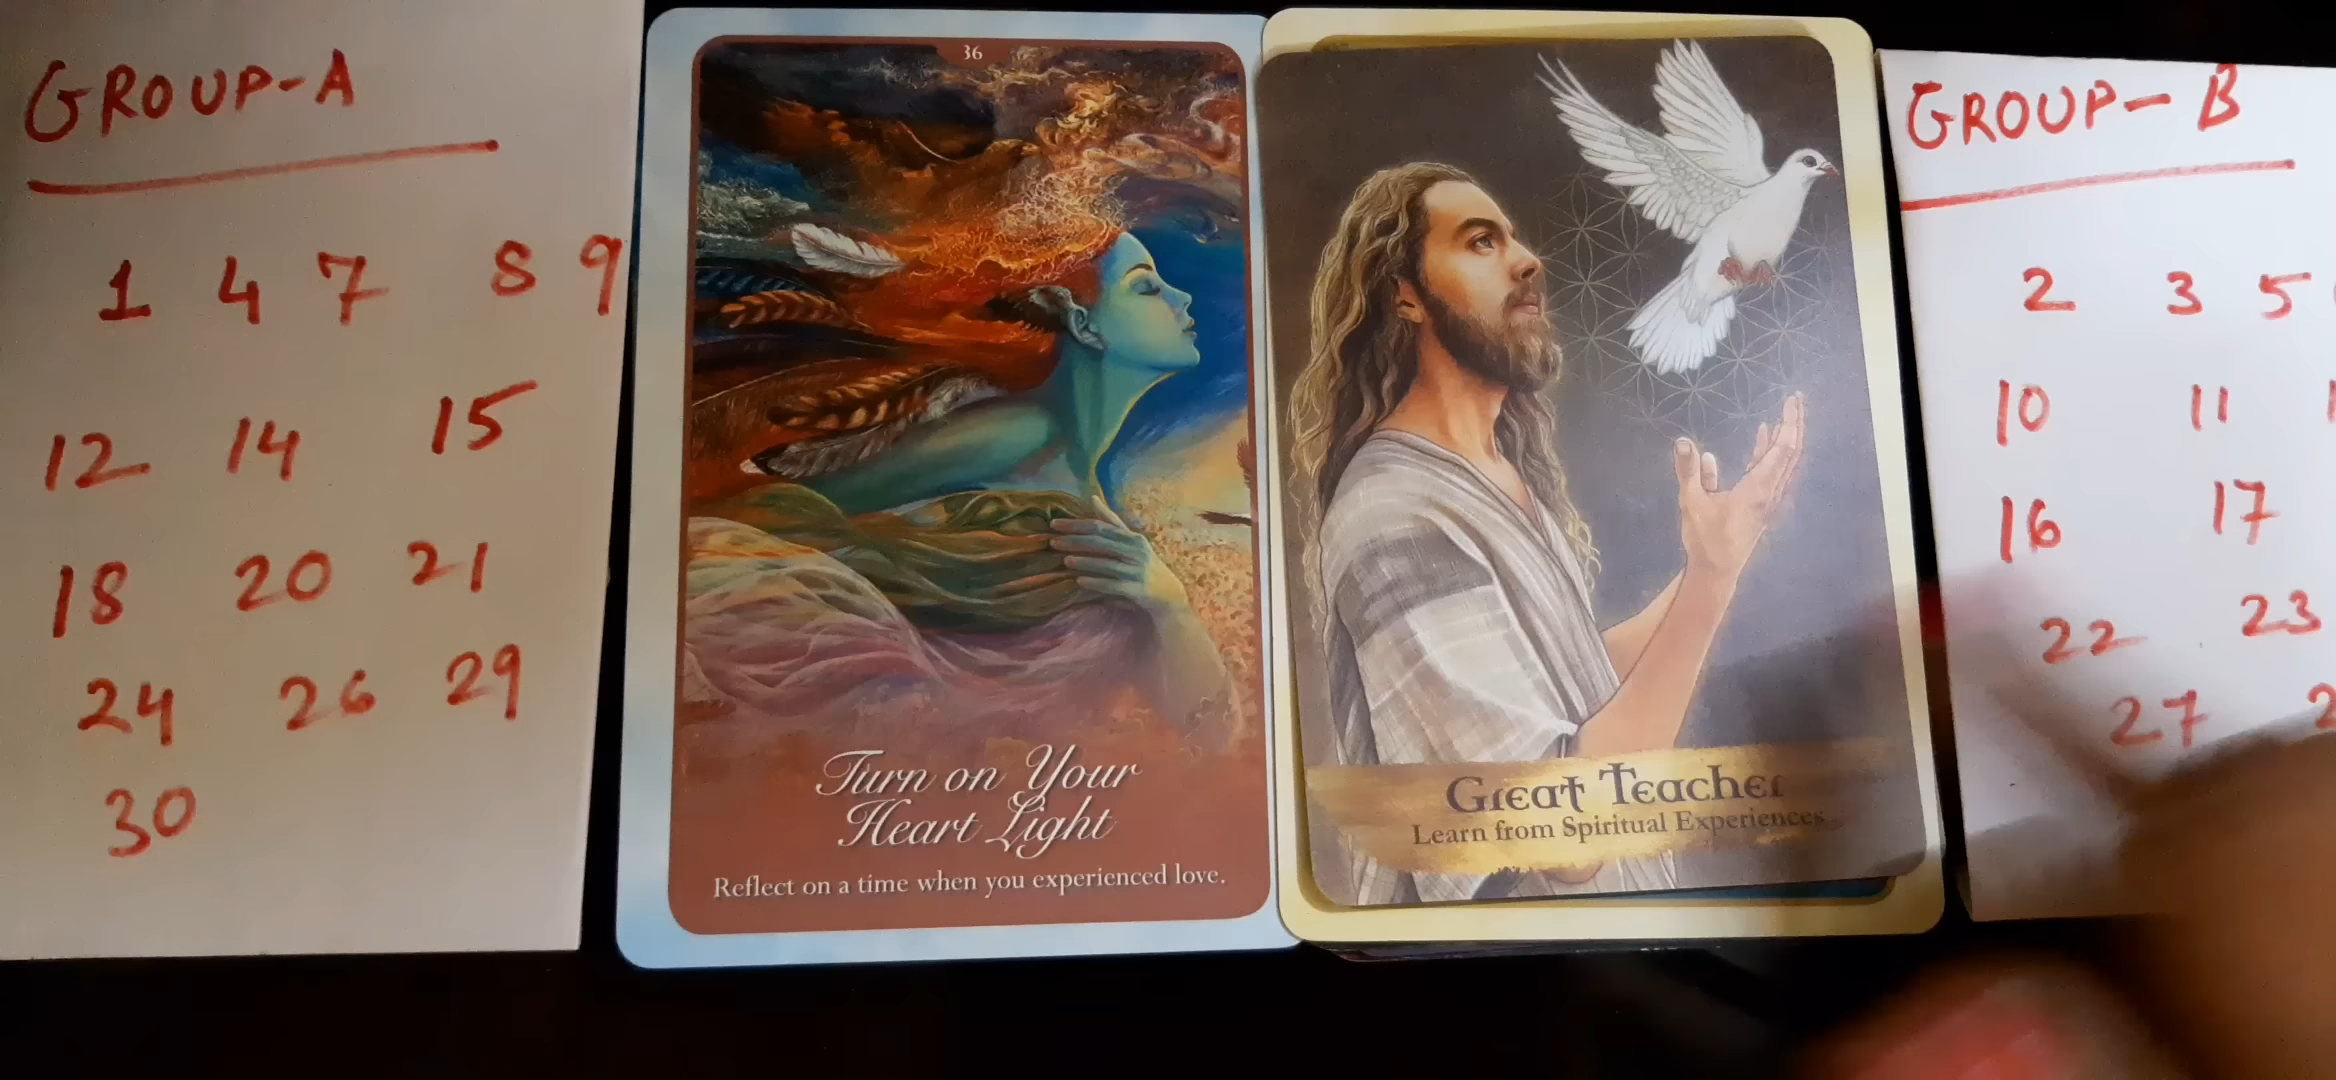 GROUP-A
1 4 7 8 9
12 14 15
18 20 21
24 26 29
30
36
Turn on Your
Heart Light
Reflect on a time when you experienced love.
Great Teacher
Learn from Spiritual Experiences
GROUP-B
2 3 5
10 11
16 17
22 23
27